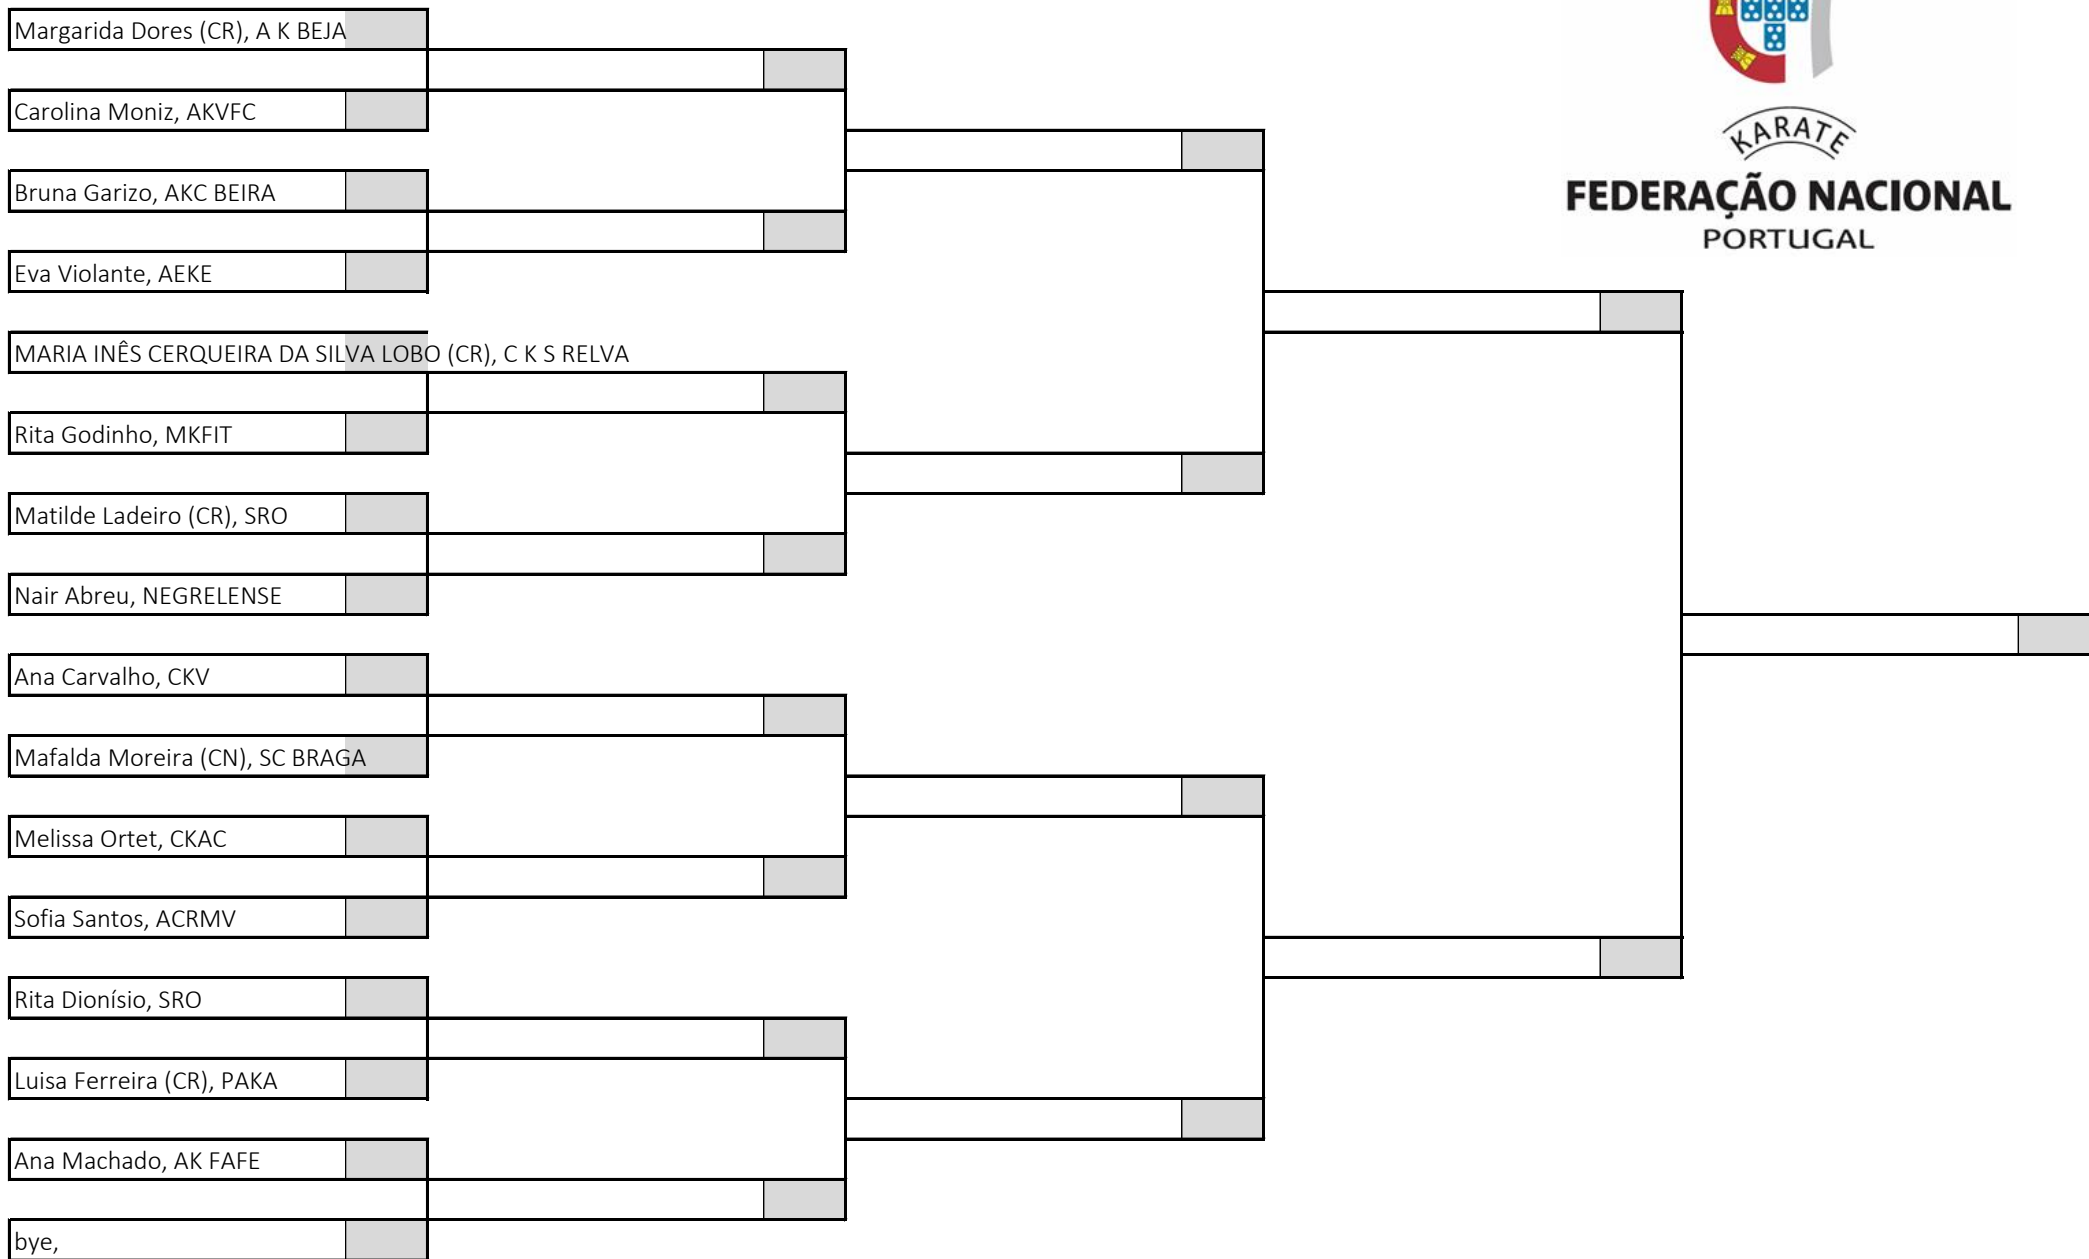 Margarida Dores (CR), A K BEJA
Carolina Moniz, AKVFC
Bruna Garizo, AKC BEIRA
Eva Violante, AEKE
MARIA INÊS CERQUEIRA DA SILVA LOBO (CR), C K S RELVA
Rita Godinho, MKFIT
Matilde Ladeiro (CR), SRO
Nair Abreu, NEGRELENSE
Ana Carvalho, CKV
Mafalda Moreira (CN), SC BRAGA
Melissa Ortet, CKAC
Sofia Santos, ACRMV
Rita Dionísio, SRO
Luisa Ferreira (CR), PAKA
Ana Machado, AK FAFE
bye,
KARATE
FEDERAÇÃO NACIONAL
PORTUGAL